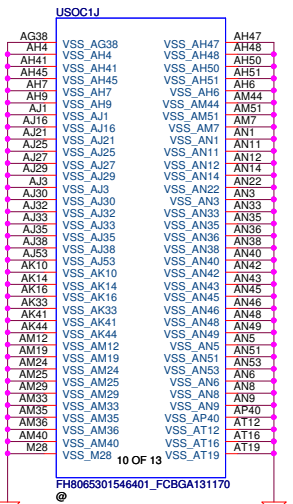 USOC1J
AG38 VSS_AG38 VSS_AH47 AH47
AH4 VSS_AH4 VSS_AH48 AH48
AH41 VSS_AH41 VSS_AH50 AH50
AH45 VSS_AH45 VSS_AH51 AH51
AH7 VSS_AH7 VSS_AH6 AH6
AH9 VSS_AH9 VSS_AM44 AM44
AJ1 VSS_AJ1 VSS_AM51 AM51
AJ16 VSS_AJ16 VSS_AM7 AM7
AJ21 VSS_AJ21 VSS_AN1 AN1
AJ25 VSS_AJ25 VSS_AN11 AN11
AJ27 VSS_AJ27 VSS_AN12 AN12
AJ29 VSS_AJ29 VSS_AN14 AN14
AJ3 VSS_AJ3 VSS_AN22 AN22
AJ30 VSS_AJ30 VSS_AN3 AN3
AJ32 VSS_AJ32 VSS_AN33 AN33
AJ33 VSS_AJ33 VSS_AN35 AN35
AJ35 VSS_AJ35 VSS_AN36 AN36
AJ38 VSS_AJ38 VSS_AN38 AN38
AJ53 VSS_AJ53 VSS_AN40 AN40
AK10 VSS_AK10 VSS_AN42 AN42
AK14 VSS_AK14 VSS_AN43 AN43
AK16 VSS_AK16 VSS_AN45 AN45
AK33 VSS_AK33 VSS_AN46 AN46
AK41 VSS_AK41 VSS_AN48 AN48
AK44 VSS_AK44 VSS_AN49 AN49
AM12 VSS_AM12 VSS_AN5 AN5
AM19 VSS_AM19 VSS_AN51 AN51
AM24 VSS_AM24 VSS_AN53 AN53
AM25 VSS_AM25 VSS_AN6 AN6
AM29 VSS_AM29 VSS_AN8 AN8
AM33 VSS_AM33 VSS_AN9 AN9
AM35 VSS_AM35 VSS_AP40 AP40
AM36 VSS_AM36 VSS_AT12 AT12
AM40 VSS_AM40 VSS_AT16 AT16
M28 VSS_M28 10 OF 13 VSS_AT19 AT19
FH8065301546401_FCBGA131170
@